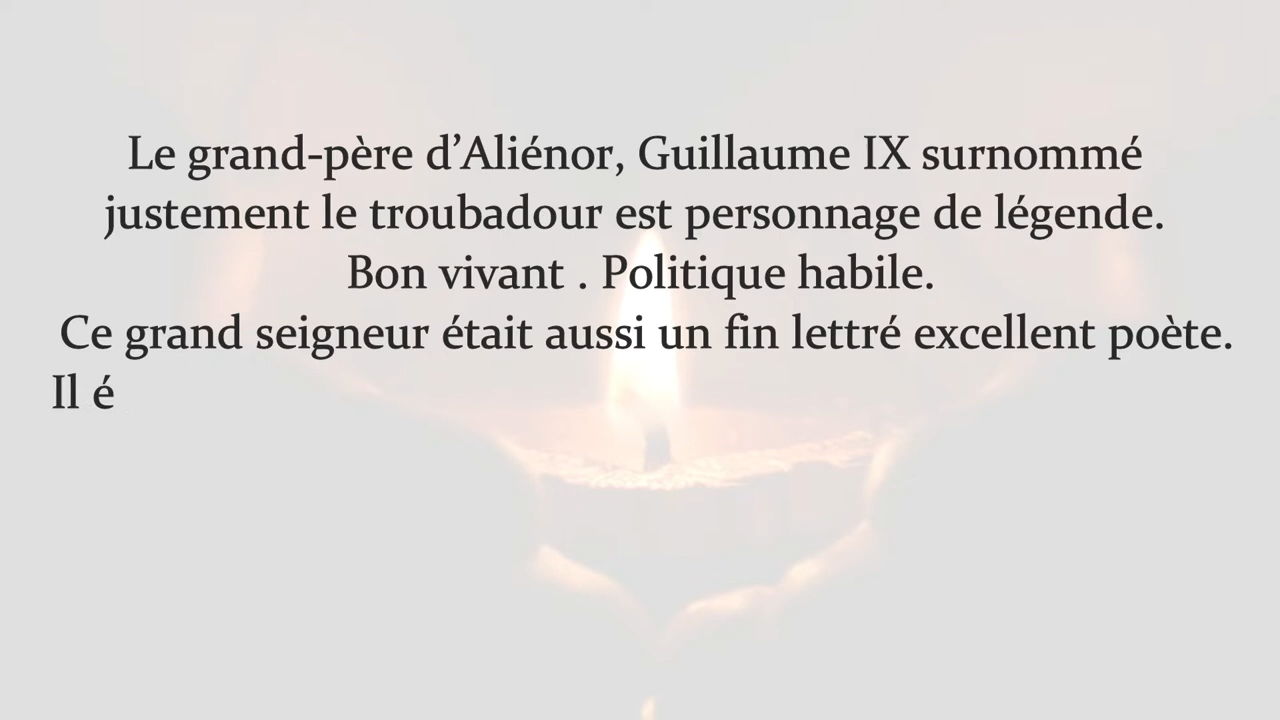 Le grand-père d’Aliénor, Guillaume IX surnommé
justement le troubadour est personnage de légende.
Bon vivant . Politique habile.
Ce grand seigneur était aussi un fin lettré excellent poète.
Il é